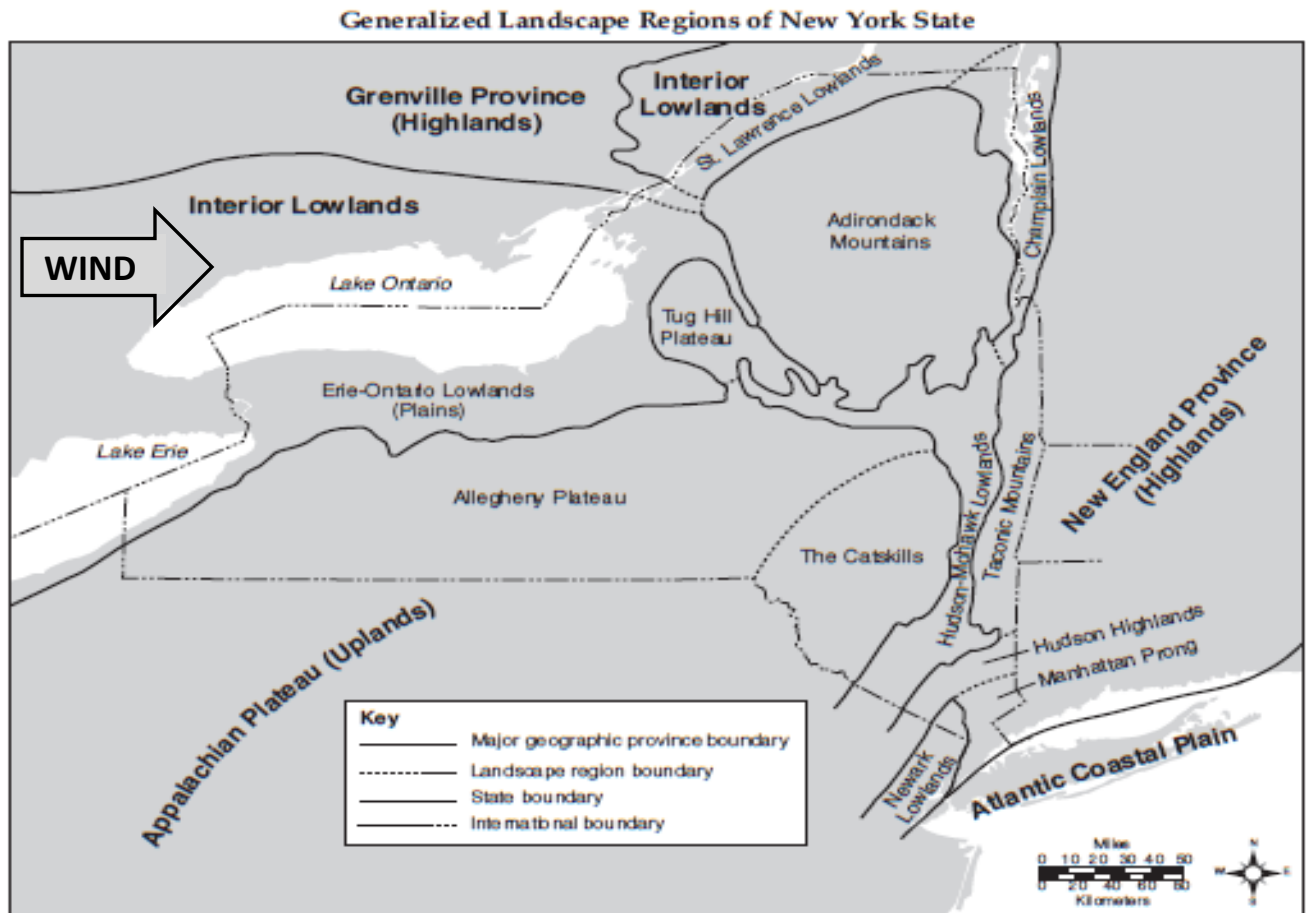 Generalized Landscape Regions of New York State
Grenville Province
(Highlands)
Interior
Lowlands
St. Lawrence Lowlands
Champlain Lowlands
Interior Lowlands
WIND
Adirondack
Mountains
Lake Ontario
Tug Hill
Plateau
Erie-Ontario Lowlands
(Plains)
Lake Erie
Allegheny Plateau
The Catskills
Hudson-Mohawk Lowlands
Taconic Mountains
New England Province
(Highlands)
Appalachian Plateau (Uplands)
Hudson Highlands
Manhattan Prong
Newark
Lowlands
Atlantic Coastal Plain
Key
Major geographic province boundary
Landscape region boundary
State boundary
International boundary
Miles
0 10 20 30 40 50
0 20 40 60 80
Kilometers
N
W E
S